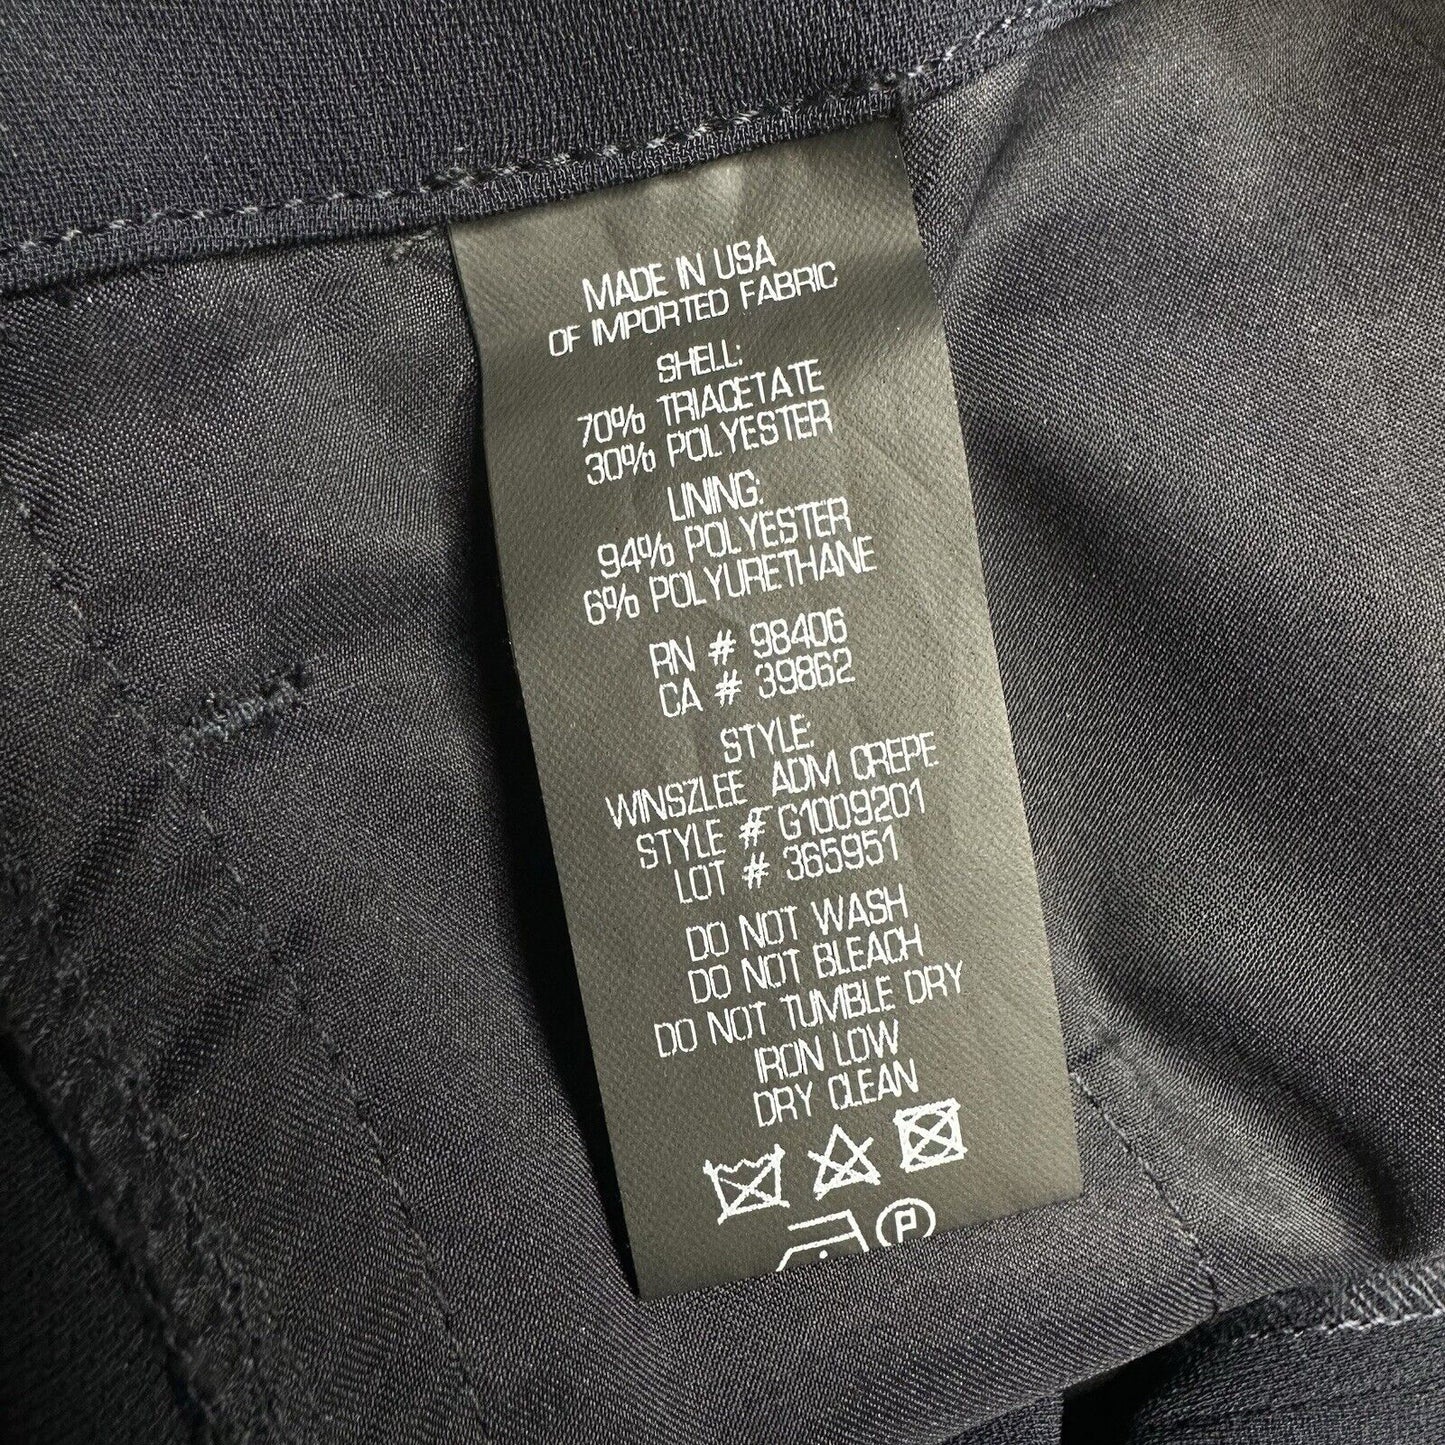 MADE IN USA
OF IMPORTED FABRIC
SHELL:
70% TRIACETATE
30% POLYESTER
LINING:
94% POLYESTER
6% POLYURETHANE
RN # 98406
CA # 39862
STYLE:
WINSZLEE ADM CREPE
STYLE # G1009201
LOT # 365951
DO NOT WASH
DO NOT BLEACH
DO NOT TUMBLE DRY
IRON LOW
DRY CLEAN
P